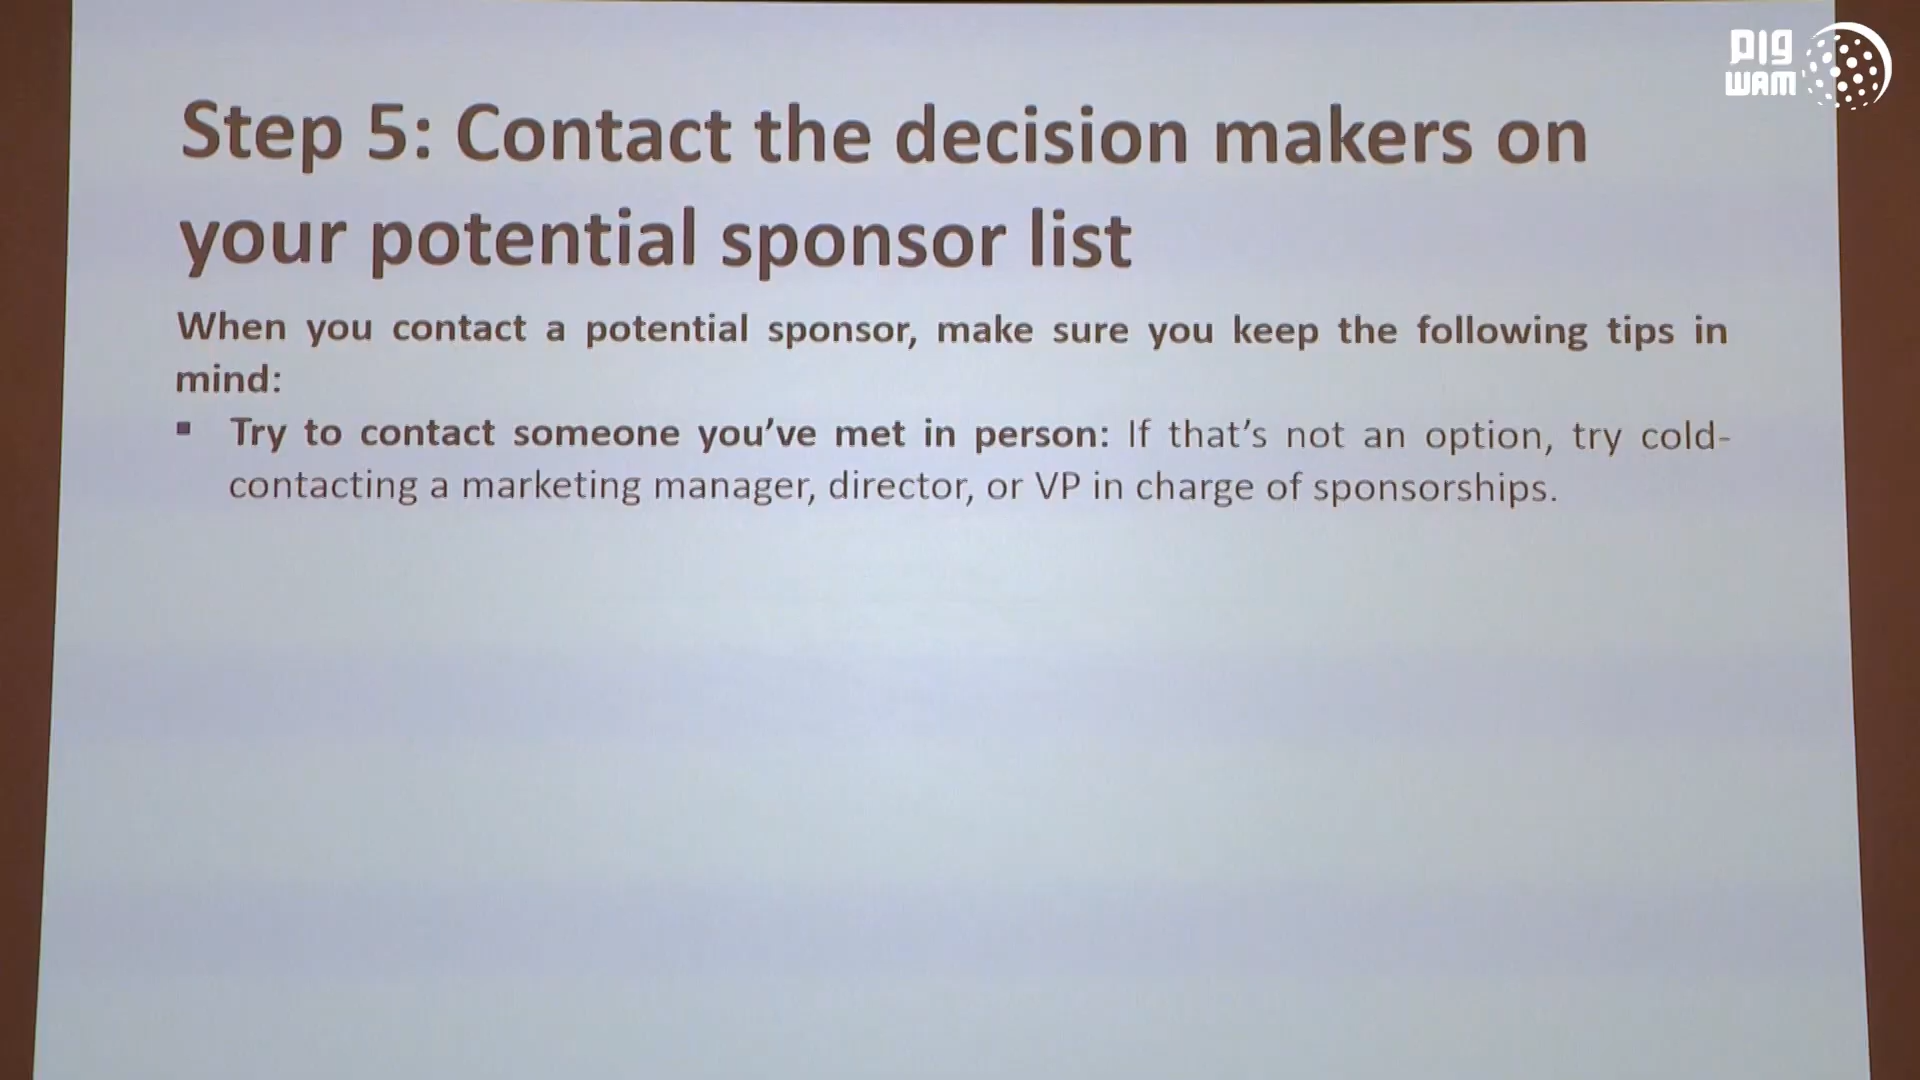 PIG
WAM
Step 5: Contact the decision makers on
your potential sponsor list
When you contact a potential sponsor, make sure you keep the following tips in
mind:
▪ Try to contact someone you’ve met in person: If that’s not an option, try cold-
contacting a marketing manager, director, or VP in charge of sponsorships.